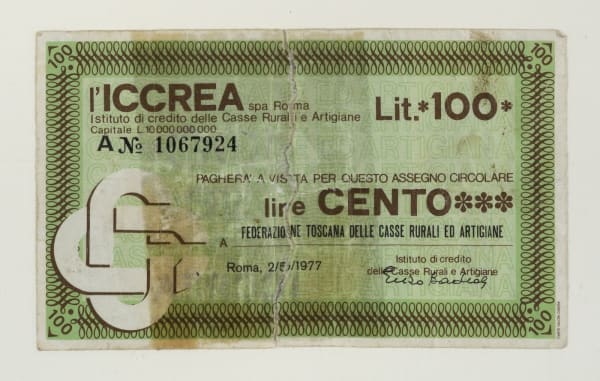 100 100
l'ICCREA spa Roma Lit.*100*
Istituto di credito delle Casse Rurali e Artigiane
Capitale L.10 000 000 000
A № 1067924
PAGHERA' A VISTA PER QUESTO ASSEGNO CIRCOLARE
lire CENTO***
A FEDERAZIONE TOSCANA DELLE CASSE RURALI ED ARTIGIANE
Roma, 2/5/1977
Istituto di credito
delle Casse Rurali e Artigiane
100 100